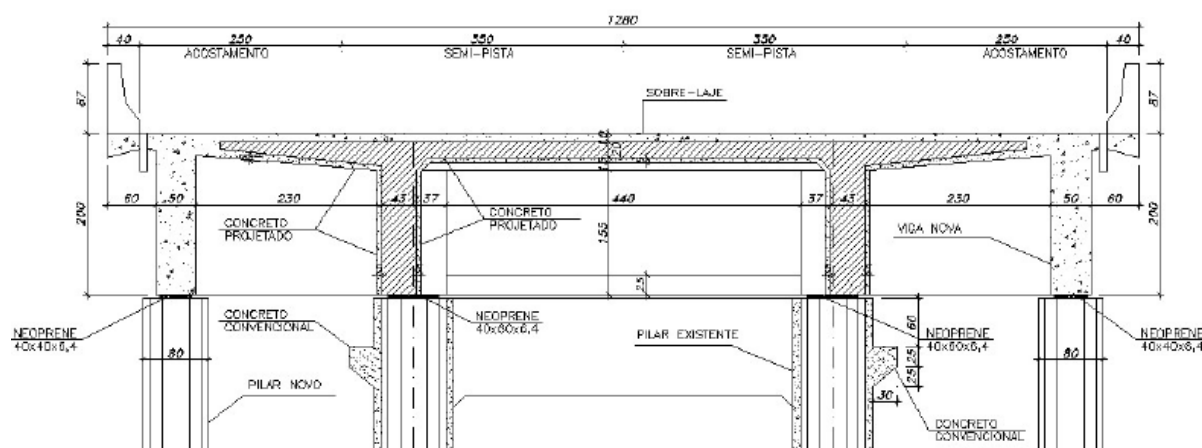 1280
40 250 350 350 250 40
ACOSTAMENTO SEMI-PISTA SEMI-PISTA ACOSTAMENTO
87 87
SOBRE-LAJE
60 50 230 43 37 440 37 43 230 50 60
200 155 200
CONCRETO
PROJETADO
CONCRETO
PROJETADO
VIGA NOVA
25
NEOPRENE
40x40x6,4
CONCRETO
CONVENCIONAL
NEOPRENE
40x60x6,4
PILAR EXISTENTE
60
NEOPRENE
40x60x6,4
NEOPRENE
40x40x6,4
80 25 80
25
PILAR NOVO
30
CONCRETO
CONVENCIONAL